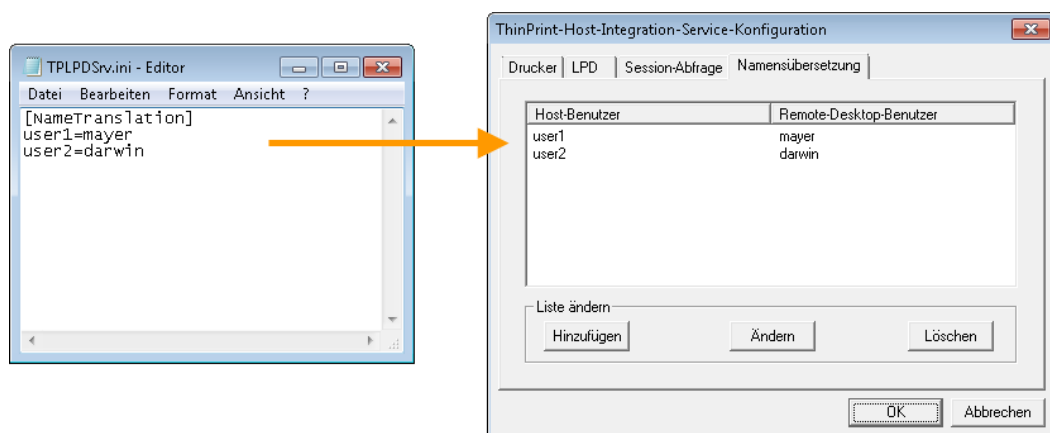 TPLPDSrv.ini - Editor
Datei Bearbeiten Format Ansicht ?
[NameTranslation]
user1=mayer
user2=darwin
ThinPrint-Host-Integration-Service-Konfiguration
Drucker LPD Session-Abfrage Namensübersetzung
Host-Benutzer Remote-Desktop-Benutzer
user1 mayer
user2 darwin
Liste ändern
Hinzufügen Ändern Löschen
OK Abbrechen